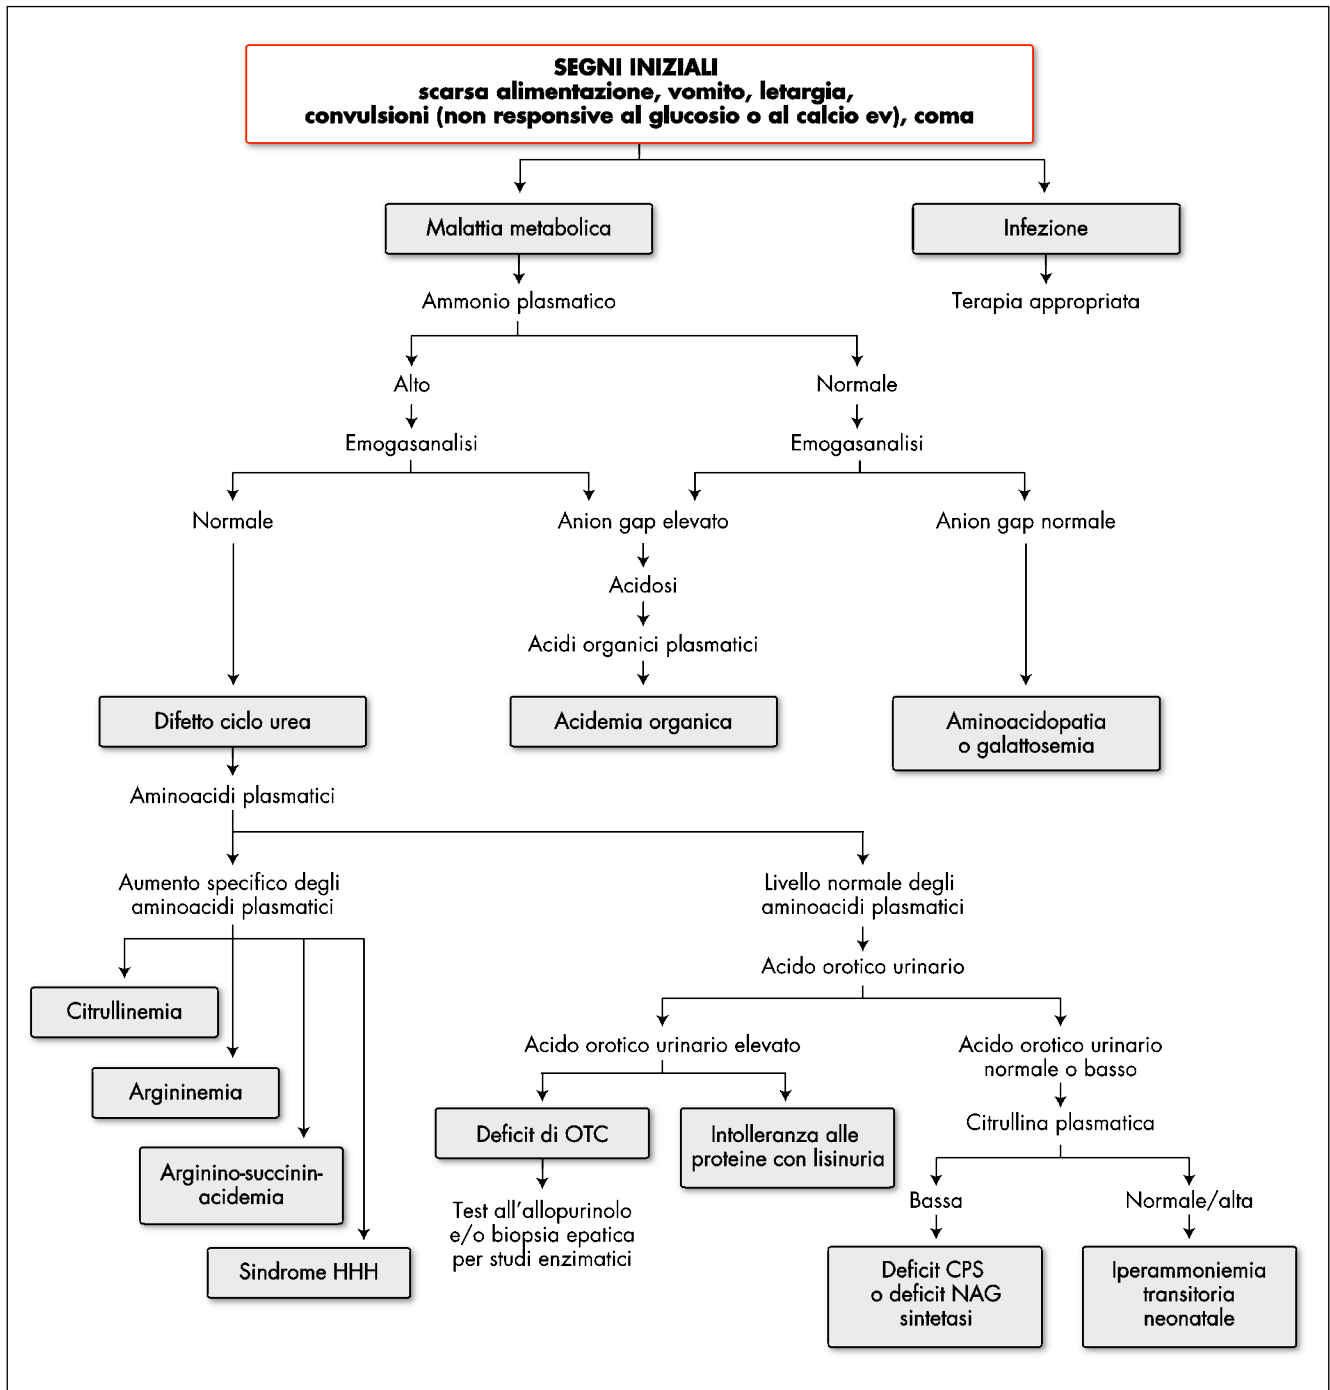 SEGNI INIZIALI
scarsa alimentazione, vomito, letargia,
convulsioni (non responsive al glucosio o al calcio ev), coma
Malattia metabolica
Infezione
Ammonio plasmatico
Terapia appropriata
Alto
Normale
Emogasanalisi
Emogasanalisi
Normale
Anion gap elevato
Anion gap normale
Acidosi
Acidi organici plasmatici
Difetto ciclo urea
Acidemia organica
Aminoacidopatia
o galattosemia
Aminoacidi plasmatici
Aumento specifico degli
aminoacidi plasmatici
Livello normale degli
aminoacidi plasmatici
Acido orotico urinario
Citrullinemia
Argininemia
Arginino-succinin-
acidemia
Sindrome HHH
Acido orotico urinario elevato
Acido orotico urinario
normale o basso
Deficit di OTC
Intolleranza alle
proteine con lisinuria
Citrullina plasmatica
Test all'allopurinolo
e/o biopsia epatica
per studi enzimatici
Bassa
Normale/alta
Deficit CPS
o deficit NAG
sintetasi
Iperammoniemia
transitoria
neonatale